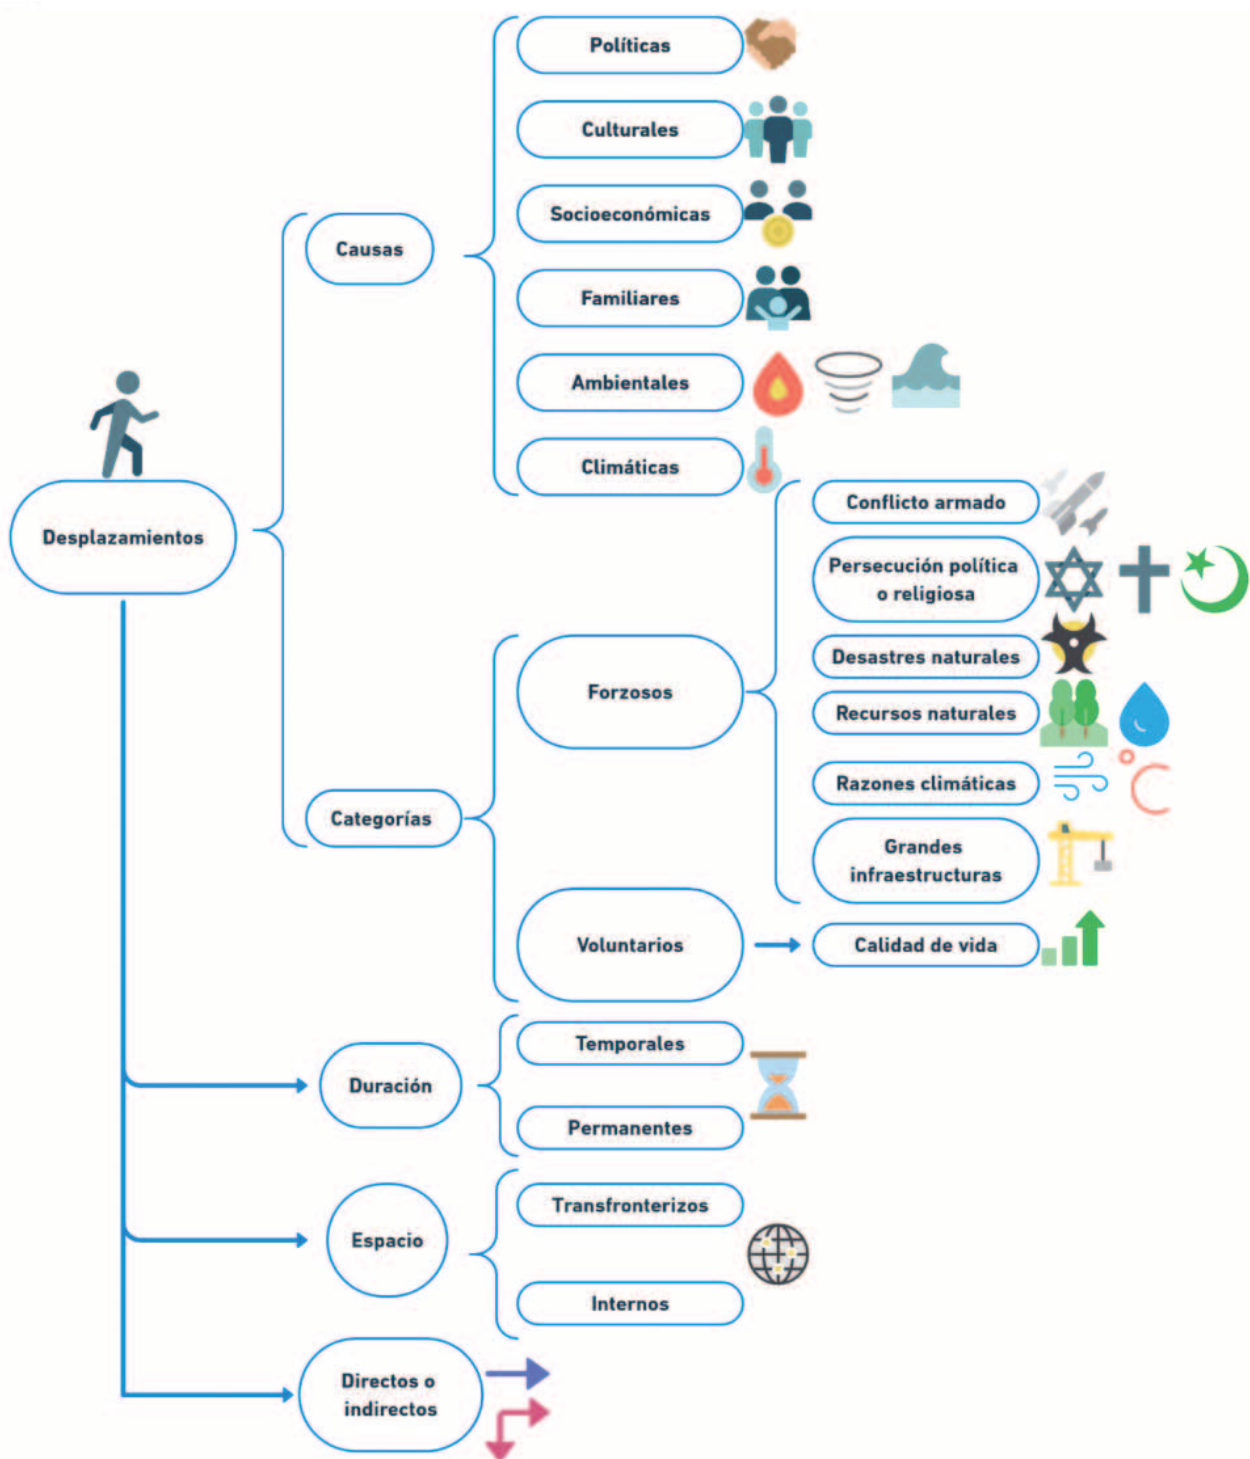 Políticas
Culturales
Socioeconómicas
Causas
Familiares
Ambientales
Climáticas
Desplazamientos
Conflicto armado
Persecución política
o religiosa
Desastres naturales
Forzosos
Recursos naturales
Razones climáticas
Categorías
Grandes
infraestructuras
Voluntarios
Calidad de vida
Temporales
Duración
Permanentes
Transfronterizos
Espacio
Internos
Directos o
indirectos